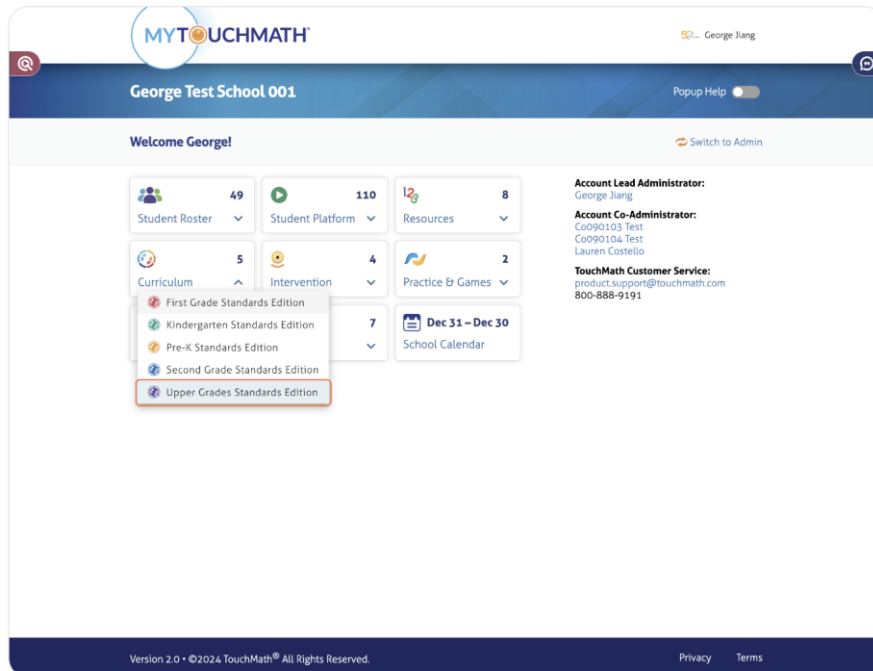 MYTOUCHMATH®
George Jiang
George Test School 001
Popup Help
Welcome George!
Switch to Admin
49
Student Roster
110
Student Platform
8
Resources
5
Curriculum
4
Intervention
2
Practice & Games
First Grade Standards Edition
Kindergarten Standards Edition
Pre-K Standards Edition
Second Grade Standards Edition
Upper Grades Standards Edition
7
Dec 31 – Dec 30
School Calendar
Account Lead Administrator:
George Jiang
Account Co-Administrator:
Co090103 Test
Co090104 Test
Lauren Costello
TouchMath Customer Service:
product.support@touchmath.com
800-888-9191
Version 2.0 • ©2024 TouchMath® All Rights Reserved.
Privacy
Terms